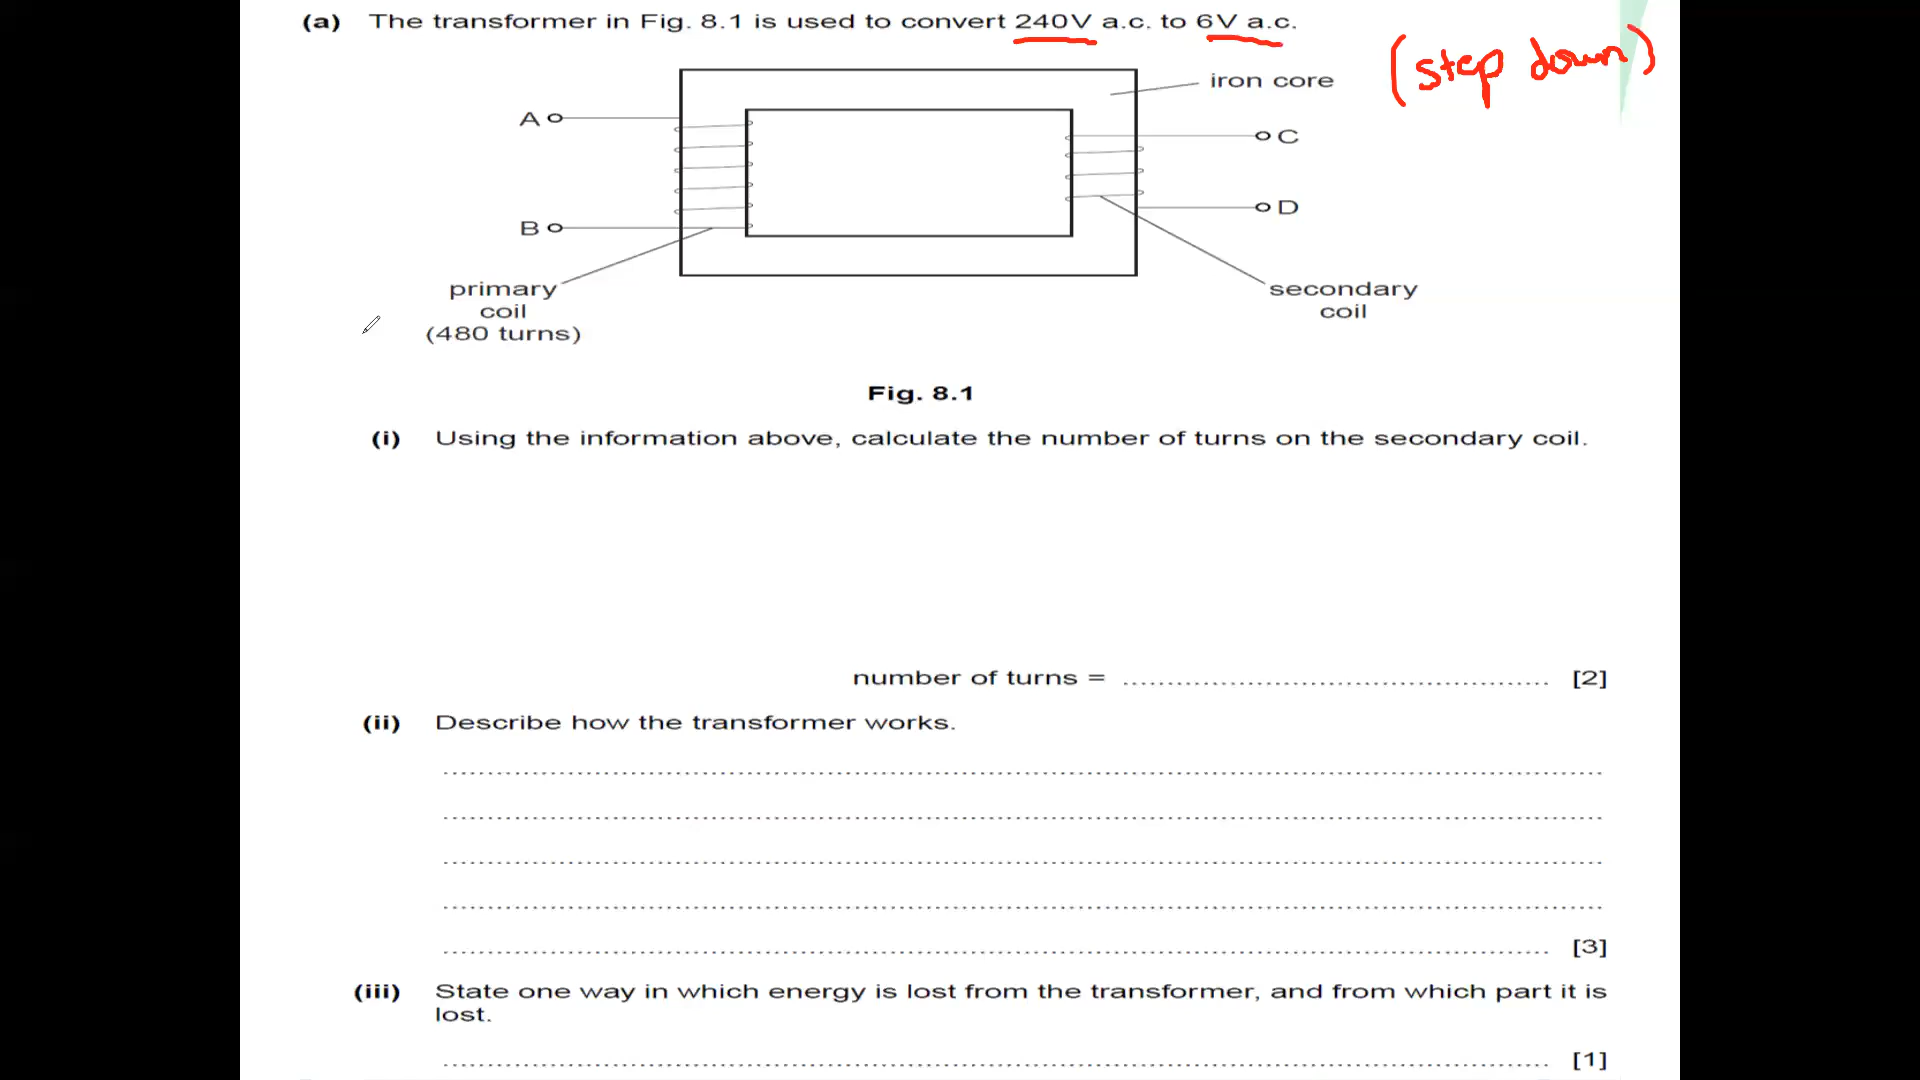 (a) The transformer in Fig. 8.1 is used to convert 240V a.c. to 6V a.c.
(step down)
iron core
A
C
B
D
primary
coil
(480 turns)
secondary
coil
Fig. 8.1
(i) Using the information above, calculate the number of turns on the secondary coil.
number of turns = ................................................ [2]
(ii) Describe how the transformer works.
[3]
(iii) State one way in which energy is lost from the transformer, and from which part it is
lost.
[1]